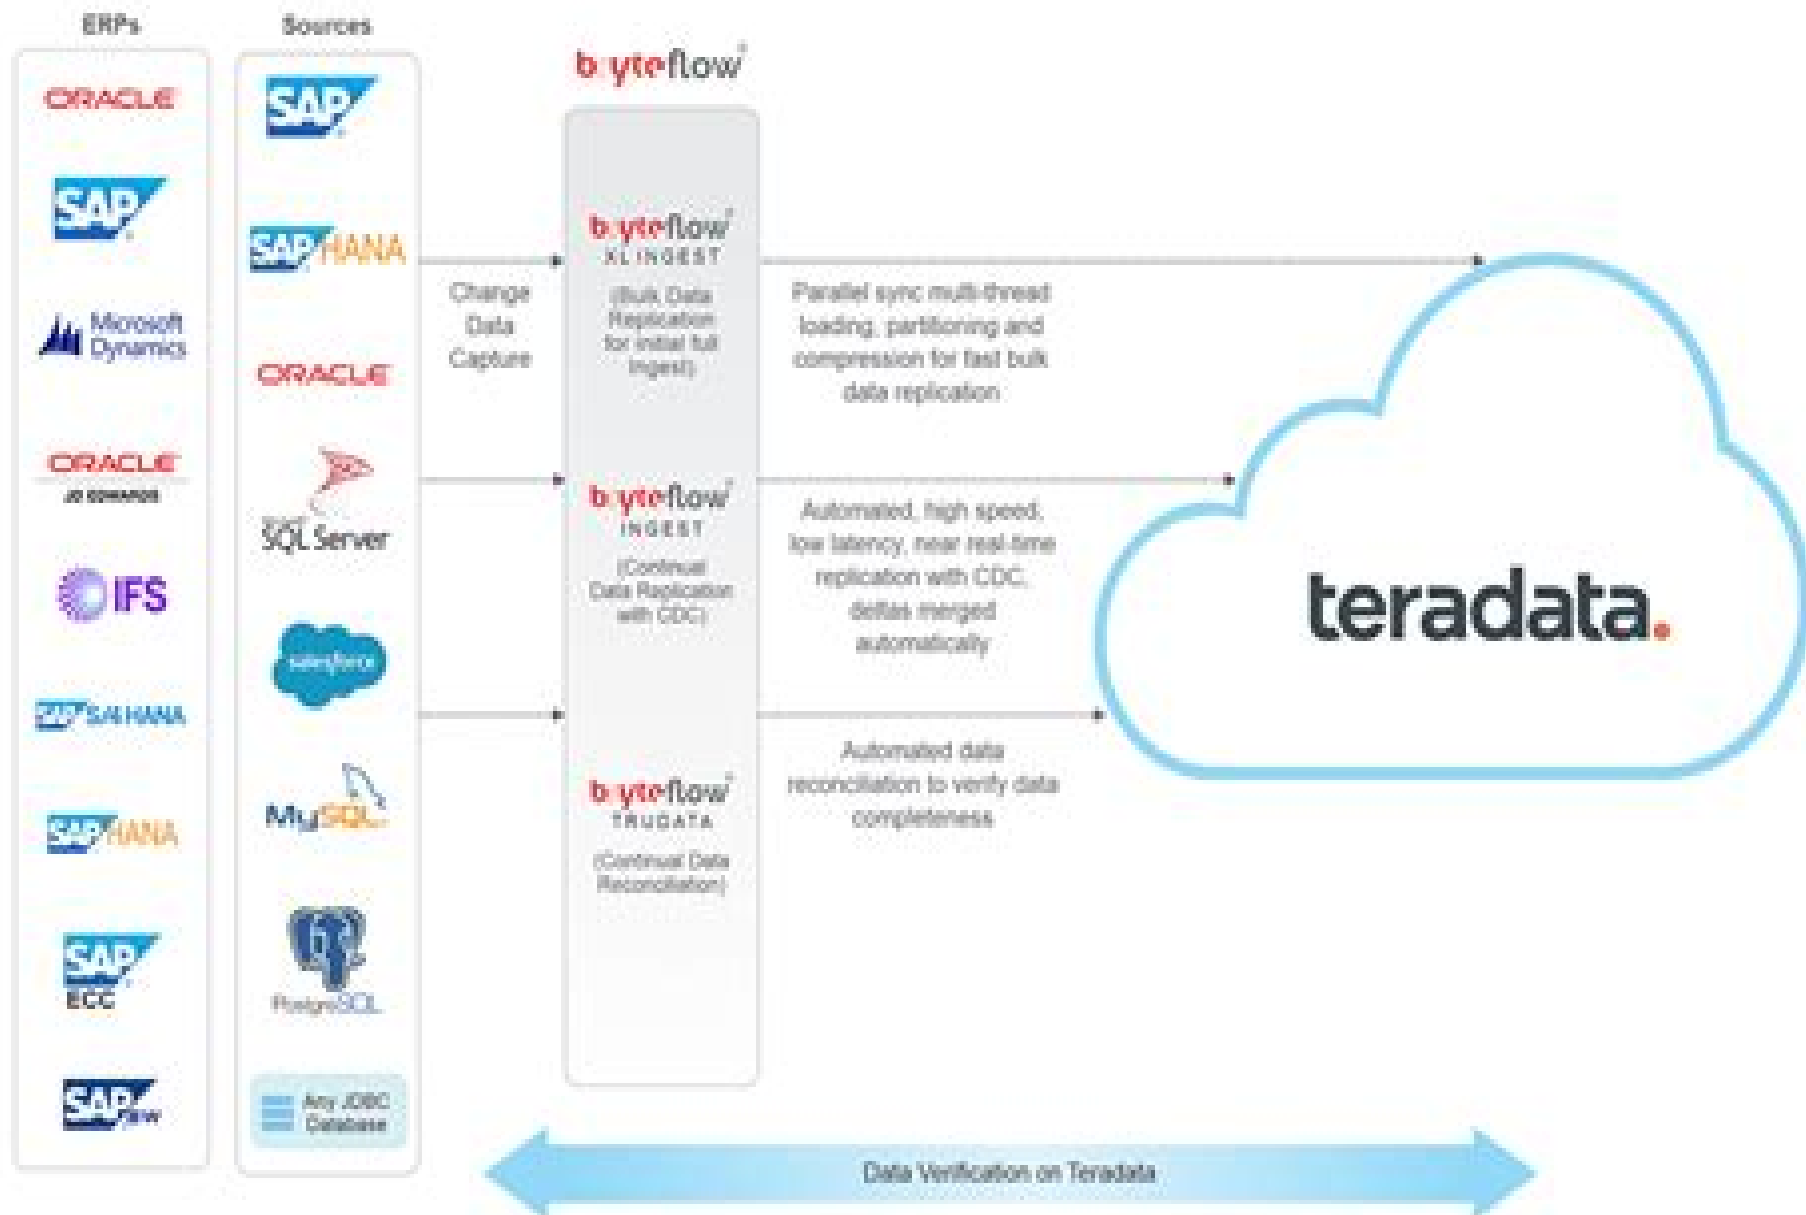 ERPs
ORACLE
SAP
Microsoft
Dynamics
ORACLE
JD EDWARDS
IFS
SAP S/4HANA
SAP HANA
SAP
ECC
SAP BW
Sources
SAP
SAP HANA
ORACLE
SQL Server
salesforce
MySQL
PostgreSQL
Any JDBC
Database
Change
Data
Capture
b:yteflow
b:yteflow
XL INGEST
(Bulk Data
Replication
for initial full
Ingest)
b:yteflow
INGEST
(Continual
Data Replication
with CDC)
b:yteflow
TRUDATA
(Continual Data
Reconciliation)
Parallel sync multi-thread
loading, partitioning and
compression for fast bulk
data replication
Automated, high speed,
low latency, near real-time
replication with CDC,
deltas merged
automatically
Automated data
reconciliation to verify data
completeness
teradata.
Data Verification on Teradata